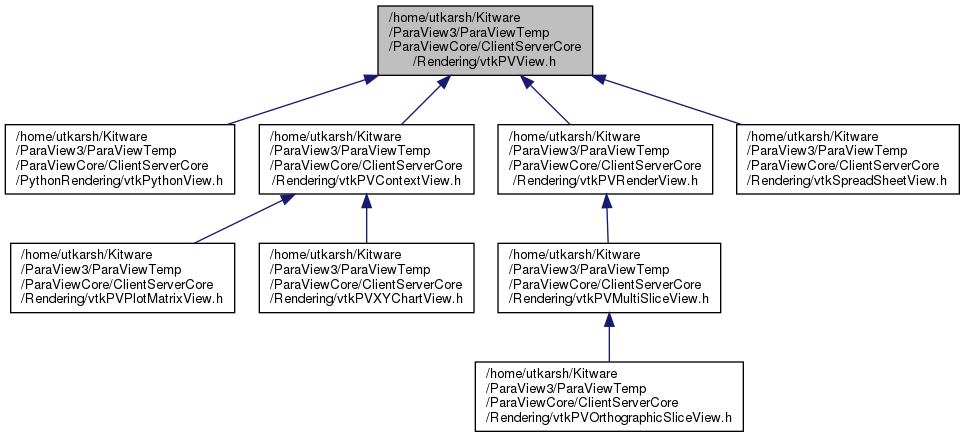 /home/utkarsh/Kitware
/ParaView3/ParaViewTemp
/ParaViewCore/ClientServerCore
/Rendering/vtkPVView.h
/home/utkarsh/Kitware
/ParaView3/ParaViewTemp
/ParaViewCore/ClientServerCore
/PythonRendering/vtkPythonView.h
/home/utkarsh/Kitware
/ParaView3/ParaViewTemp
/ParaViewCore/ClientServerCore
/Rendering/vtkPVContextView.h
/home/utkarsh/Kitware
/ParaView3/ParaViewTemp
/ParaViewCore/ClientServerCore
/Rendering/vtkPVRenderView.h
/home/utkarsh/Kitware
/ParaView3/ParaViewTemp
/ParaViewCore/ClientServerCore
/Rendering/vtkSpreadSheetView.h
/home/utkarsh/Kitware
/ParaView3/ParaViewTemp
/ParaViewCore/ClientServerCore
/Rendering/vtkPVPlotMatrixView.h
/home/utkarsh/Kitware
/ParaView3/ParaViewTemp
/ParaViewCore/ClientServerCore
/Rendering/vtkPVXYChartView.h
/home/utkarsh/Kitware
/ParaView3/ParaViewTemp
/ParaViewCore/ClientServerCore
/Rendering/vtkPVMultiSliceView.h
/home/utkarsh/Kitware
/ParaView3/ParaViewTemp
/ParaViewCore/ClientServerCore
/Rendering/vtkPVOrthographicSliceView.h